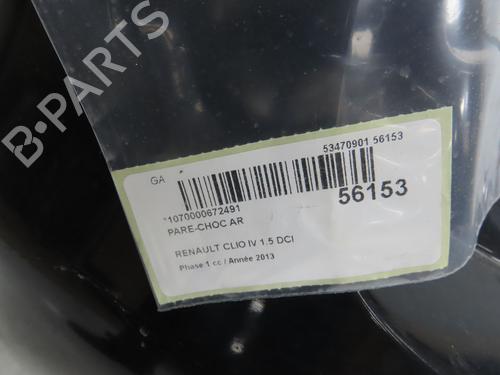 B-PARTS
GA
53470901 56153
56153
*1070000672491
PARE-CHOC AR
RENAULT CLIO IV 1.5 DCI
Phase 1 cc / Année 2013